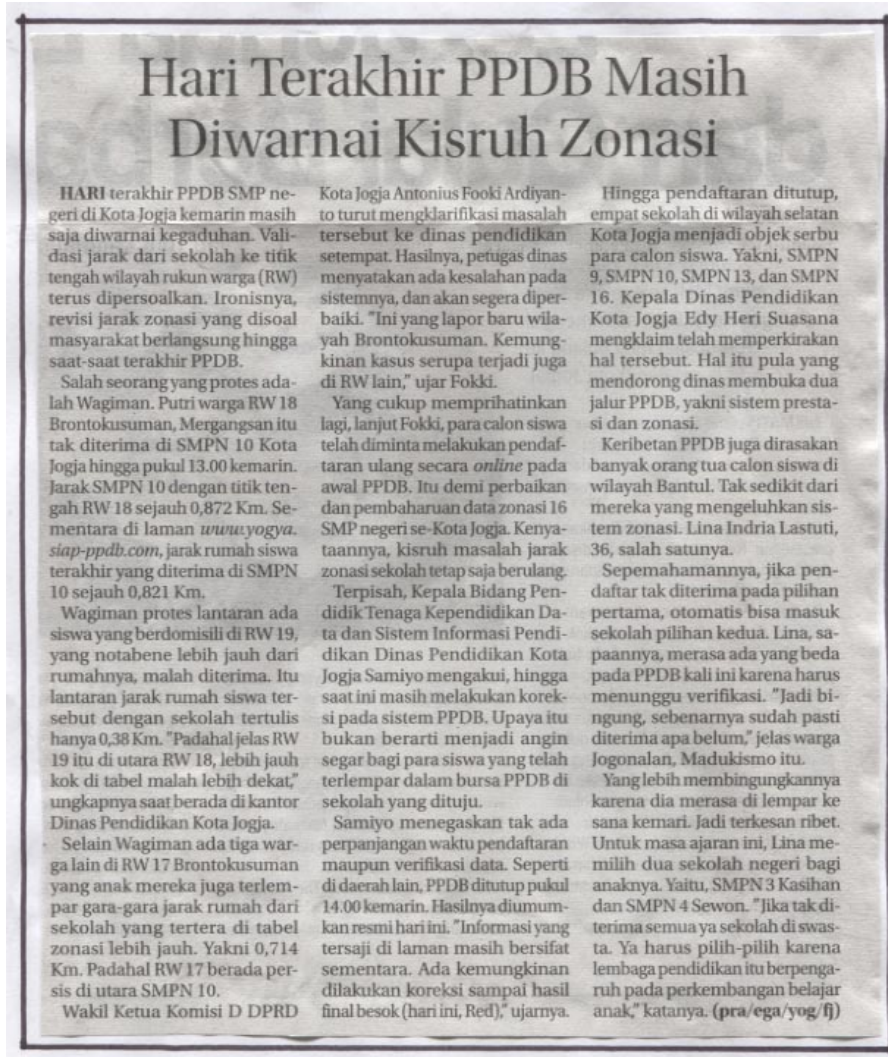 Hari Terakhir PPDB Masih
Diwarnai Kisruh Zonasi
HARI terakhir PPDB SMP ne-
geri di Kota Jogja kemarin masih
saja diwarnai kegaduhan. Vali-
dasi jarak dari sekolah ke titik
tengah wilayah rukun warga (RW)
terus dipersoalkan. Ironisnya,
revisi jarak zonasi yang disoal
masyarakat berlangsung hingga
saat-saat terakhir PPDB.
Salah seorang yang protes ada-
lah Wagiman. Putri warga RW 18
Brontokusuman, Mergangsan itu
tak diterima di SMPN 10 Kota
Jogja hingga pukul 13.00 kemarin.
Jarak SMPN 10 dengan titik ten-
gah RW 18 sejauh 0,872 Km. Se-
mentara di laman www.yogya.
siap-ppdb.com, jarak rumah siswa
terakhir yang diterima di SMPN
10 sejauh 0,821 Km.
Wagiman protes lantaran ada
siswa yang berdomisili di RW 19,
yang notabene lebih jauh dari
rumahnya, malah diterima. Itu
lantaran jarak rumah siswa ter-
sebut dengan sekolah tertulis
hanya 0,38 Km. "Padahal jelas RW
19 itu di utara RW 18, lebih jauh
kok di tabel malah lebih dekat,"
ungkapnya saat berada di kantor
Dinas Pendidikan Kota Jogja.
Selain Wagiman ada tiga war-
ga lain di RW 17 Brontokusuman
yang anak mereka juga terlem-
par gara-gara jarak rumah dari
sekolah yang tertera di tabel
zonasi lebih jauh. Yakni 0,714
Km. Padahal RW 17 berada per-
sis di utara SMPN 10.
Wakil Ketua Komisi D DPRD
Kota Jogja Antonius Fooki Ardiyan-
to turut mengklarifikasi masalah
tersebut ke dinas pendidikan
setempat. Hasilnya, petugas dinas
menyatakan ada kesalahan pada
sistemnya, dan akan segera diper-
baiki. "Ini yang lapor baru wila-
yah Brontokusuman. Kemung-
kinan kasus serupa terjadi juga
di RW lain," ujar Fokki.
Yang cukup memprihatinkan
lagi, lanjut Fokki, para calon siswa
telah diminta melakukan pendaf-
taran ulang secara online pada
awal PPDB. Itu demi perbaikan
dan pembaharuan data zonasi 16
SMP negeri se-Kota Jogja. Kenya-
taannya, kisruh masalah jarak
zonasi sekolah tetap saja berulang.
Terpisah, Kepala Bidang Pen-
didik Tenaga Kependidikan Da-
ta dan Sistem Informasi Pendi-
dikan Dinas Pendidikan Kota
Jogja Samiyo mengakui, hingga
saat ini masih melakukan korek-
si pada sistem PPDB. Upaya itu
bukan berarti menjadi angin
segar bagi para siswa yang telah
terlempar dalam bursa PPDB di
sekolah yang dituju.
Samiyo menegaskan tak ada
perpanjangan waktu pendaftaran
maupun verifikasi data. Seperti
di daerah lain, PPDB ditutup pukul
14.00 kemarin. Hasilnya diumum-
kan resmi hari ini. "Informasi yang
tersaji di laman masih bersifat
sementara. Ada kemungkinan
dilakukan koreksi sampai hasil
final besok (hari ini, Red)," ujarnya.
Hingga pendaftaran ditutup,
empat sekolah di wilayah selatan
Kota Jogja menjadi objek serbu
para calon siswa. Yakni, SMPN
9, SMPN 10, SMPN 13, dan SMPN
16. Kepala Dinas Pendidikan
Kota Jogja Edy Heri Suasana
mengklaim telah memperkirakan
hal tersebut. Hal itu pula yang
mendorong dinas membuka dua
jalur PPDB, yakni sistem presta-
si dan zonasi.
Keribetan PPDB juga dirasakan
banyak orang tua calon siswa di
wilayah Bantul. Tak sedikit dari
mereka yang mengeluhkan sis-
tem zonasi. Lina Indria Lastuti,
36, salah satunya.
Sepemahamannya, jika pen-
daftar tak diterima pada pilihan
pertama, otomatis bisa masuk
sekolah pilihan kedua. Lina, sa-
paannya, merasa ada yang beda
pada PPDB kali ini karena harus
menunggu verifikasi. "Jadi bi-
ngung, sebenarnya sudah pasti
diterima apa belum," jelas warga
Jogonalan, Madukismo itu.
Yang lebih membingungkannya
karena dia merasa di lempar ke
sana kemari. Jadi terkesan ribet.
Untuk masa ajaran ini, Lina me-
milih dua sekolah negeri bagi
anaknya. Yaitu, SMPN 3 Kasihan
dan SMPN 4 Sewon. "Jika tak di-
terima semua ya sekolah di swas-
ta. Ya harus pilih-pilih karena
lembaga pendidikan itu berpenga-
ruh pada perkembangan belajar
anak," katanya. (pra/ega/yog/fj)